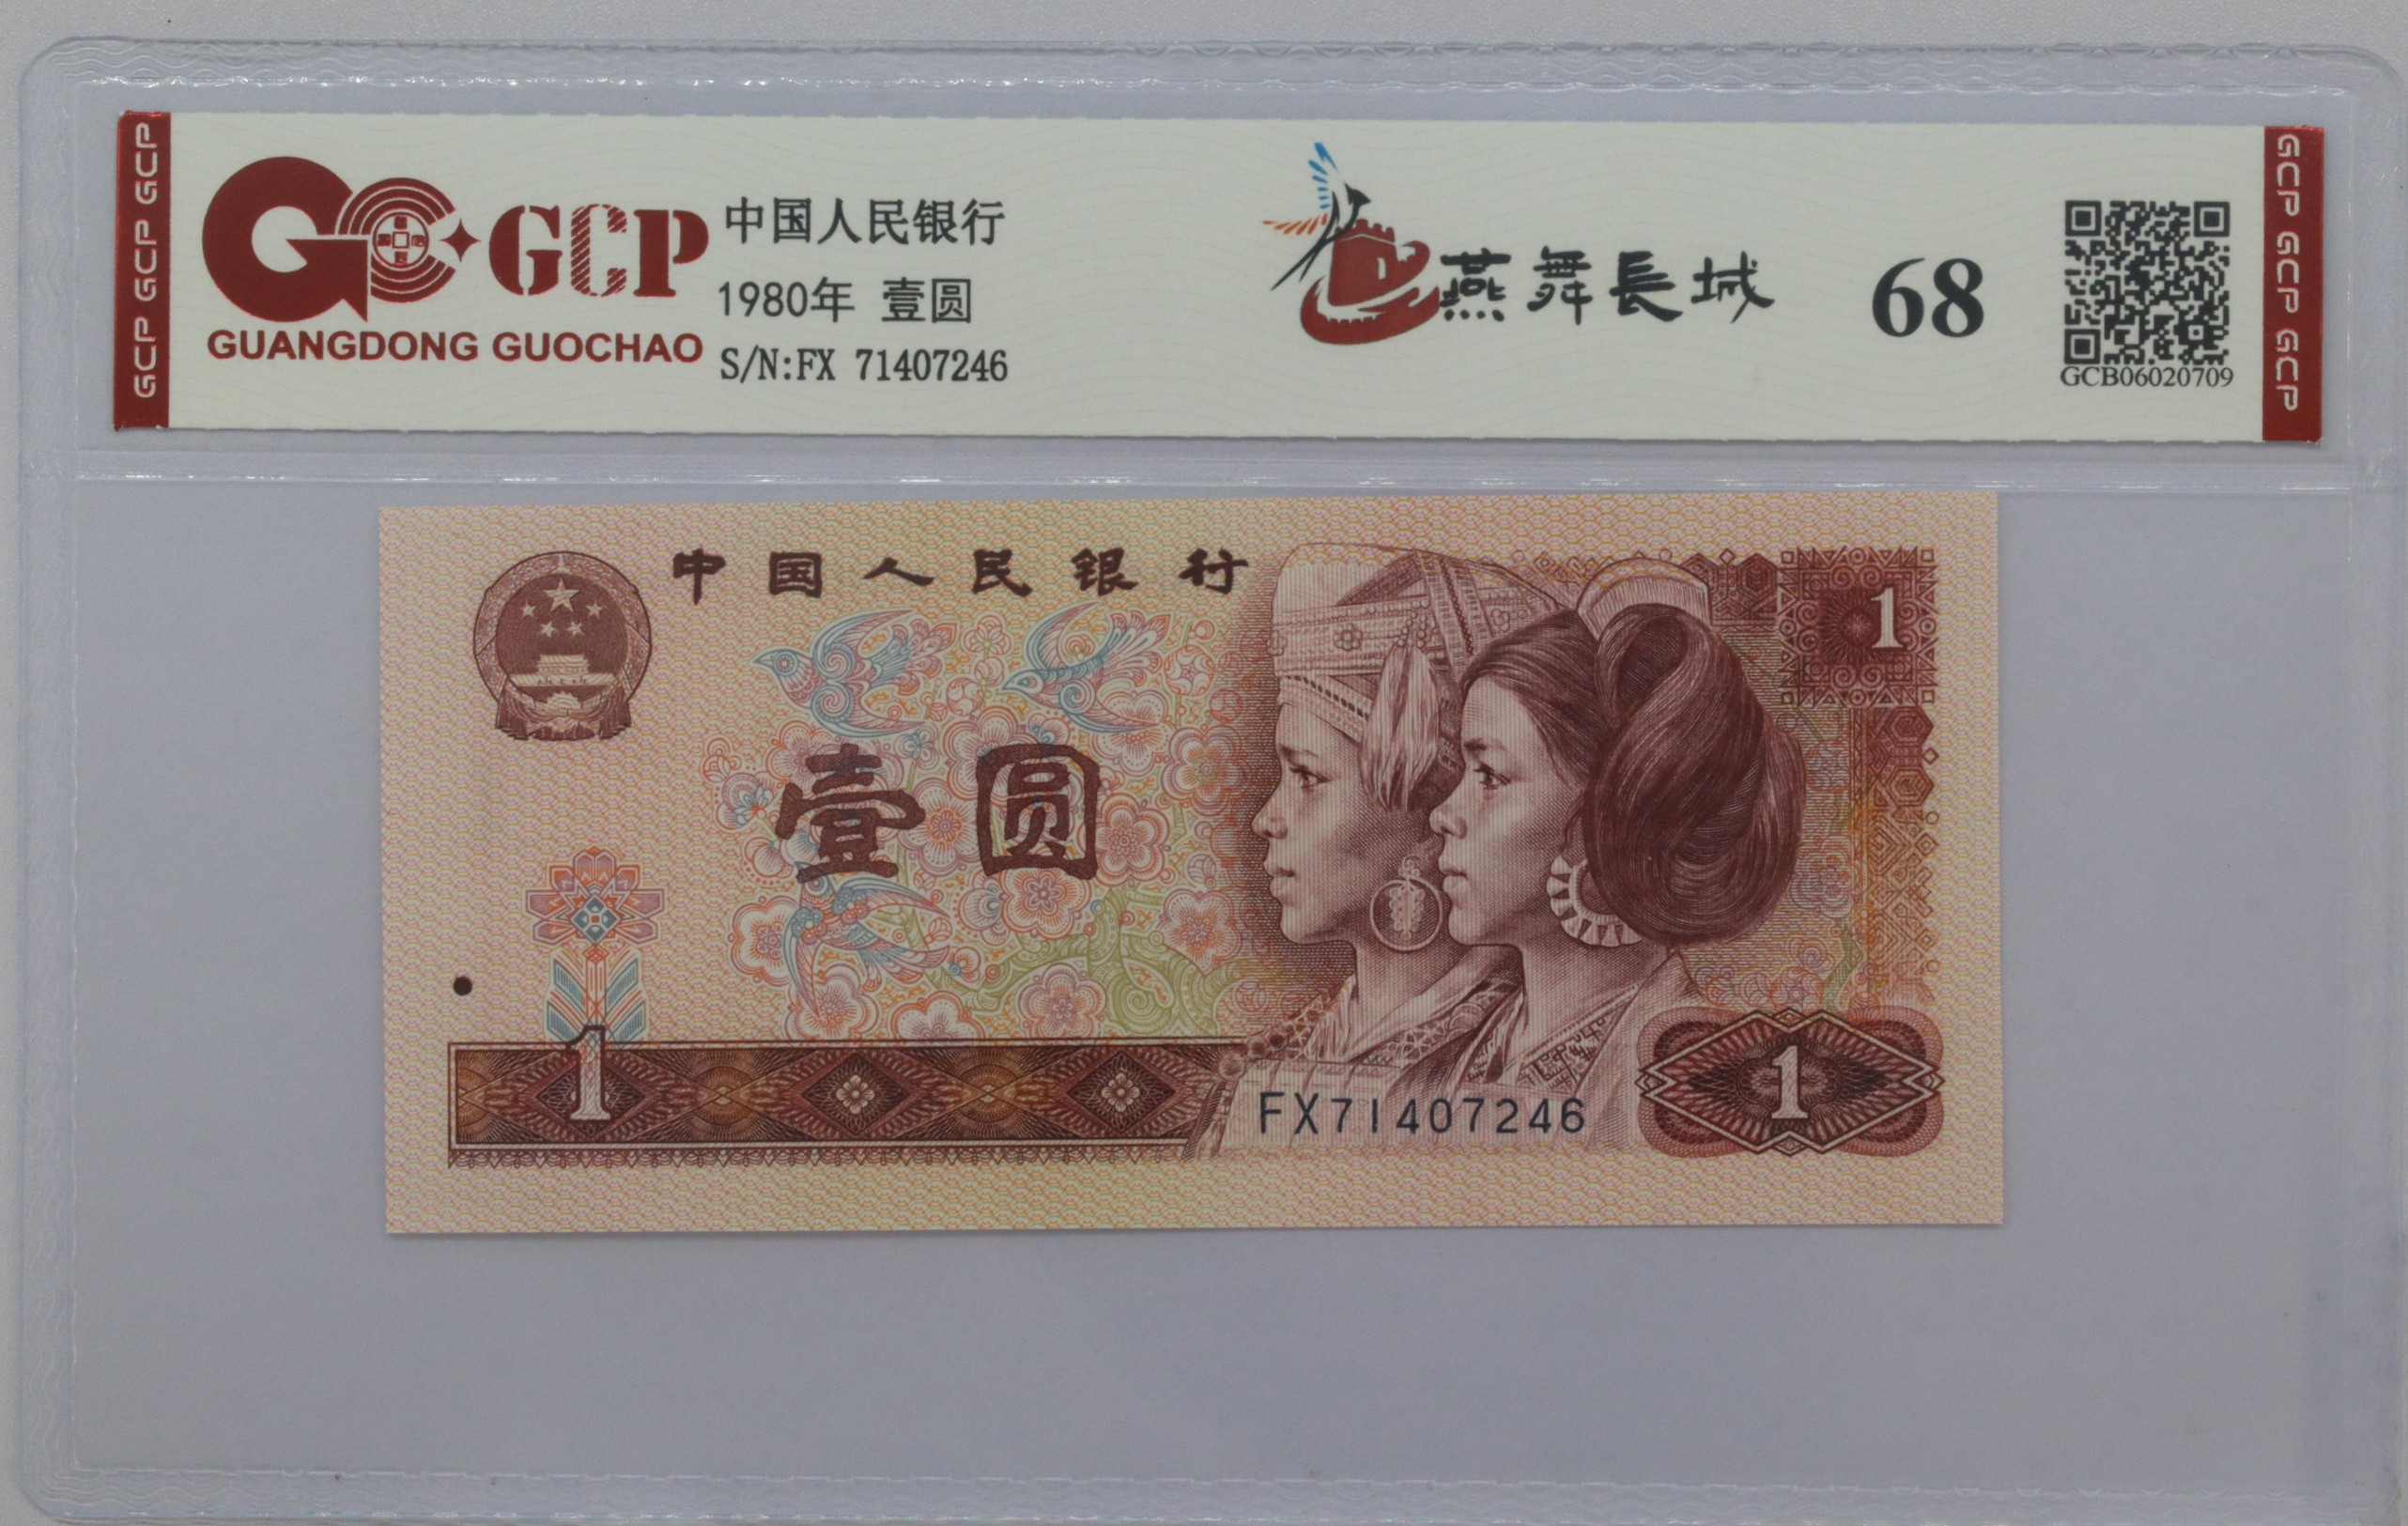 GCP GCP GCP
GCP
GUANGDONG GUOCHAO
中国人民银行
1980年 壹圆
S/N:FX 71407246
燕舞長城
68
GCB06020709
GCP GCP GCP
中国人民银行
1
壹圆
1
FX71407246
1